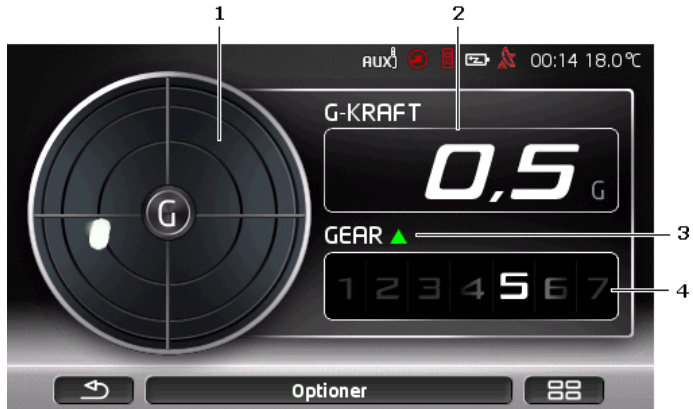 1 2
AUX 00:14 18.0°C
G-KRAFT
G
0,5 G
GEAR 3
1 2 3 4 5 6 7 4
Optioner